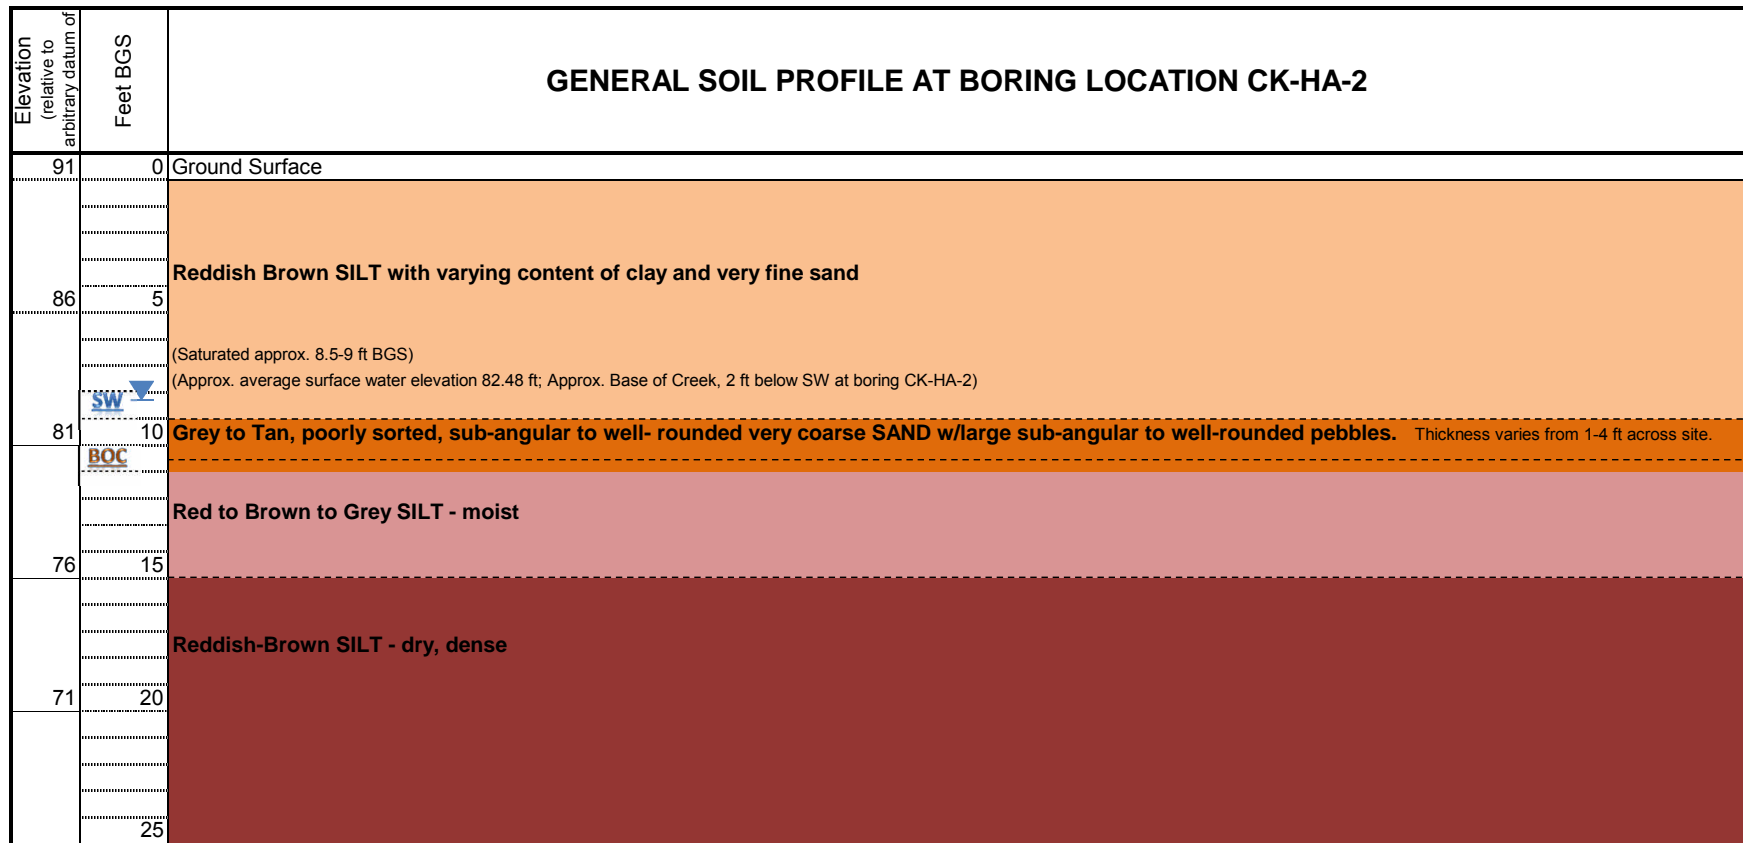 Elevation
(relative to
arbitrary datum of
Feet BGS
GENERAL SOIL PROFILE AT BORING LOCATION CK-HA-2
91 0 Ground Surface
Reddish Brown SILT with varying content of clay and very fine sand
86 5
(Saturated approx. 8.5-9 ft BGS)
(Approx. average surface water elevation 82.48 ft; Approx. Base of Creek, 2 ft below SW at boring CK-HA-2)
SW
81 10 Grey to Tan, poorly sorted, sub-angular to well- rounded very coarse SAND w/large sub-angular to well-rounded pebbles. Thickness varies from 1-4 ft across site.
BOC
Red to Brown to Grey SILT - moist
76 15
Reddish-Brown SILT - dry, dense
71 20
25